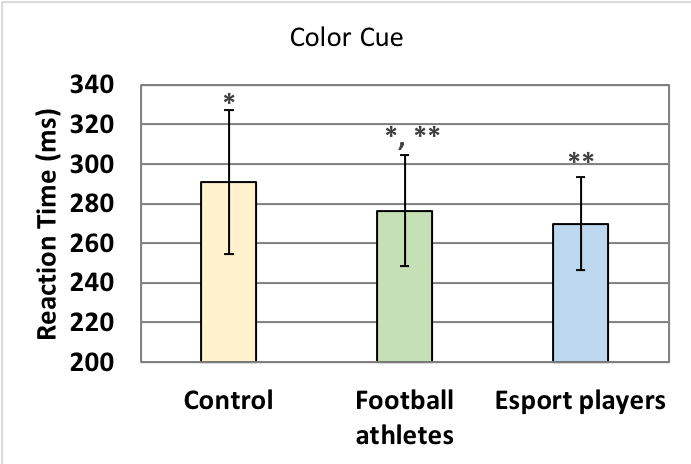 Color Cue
Reaction Time (ms)
340
320
300
280
260
240
220
200
*
*, **
**
Control
Football
athletes
Esport players